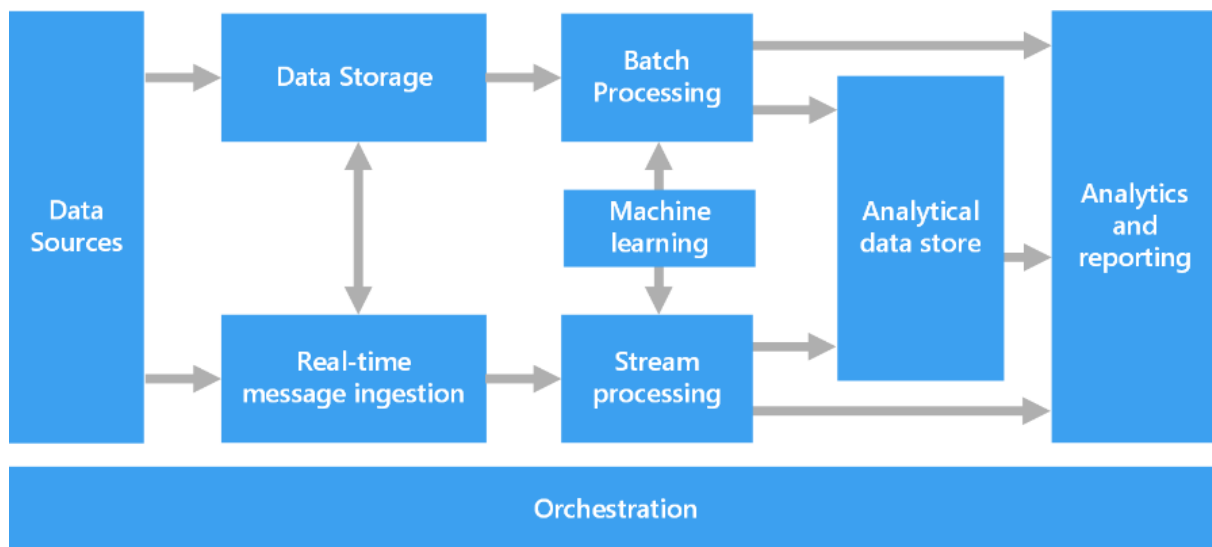 Data
Sources
Data Storage
Real-time
message ingestion
Batch
Processing
Machine
learning
Stream
processing
Analytical
data store
Analytics
and
reporting
Orchestration